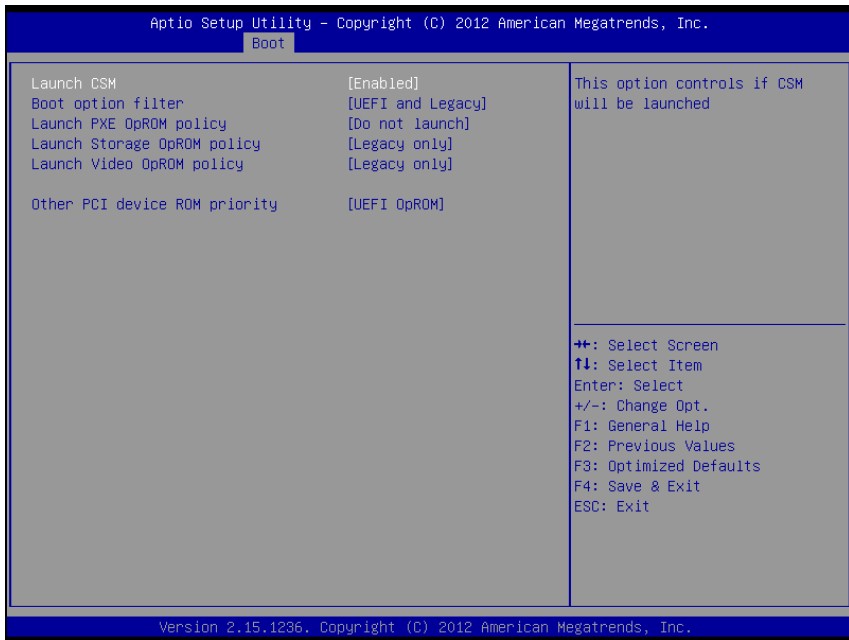 Aptio Setup Utility – Copyright (C) 2012 American Megatrends, Inc.
Boot
Launch CSM [Enabled]
Boot option filter [UEFI and Legacy]
Launch PXE OpROM policy [Do not launch]
Launch Storage OpROM policy [Legacy only]
Launch Video OpROM policy [Legacy only]
Other PCI device ROM priority [UEFI OpROM]
This option controls if CSM
will be launched
→←: Select Screen
↑↓: Select Item
Enter: Select
+/-: Change Opt.
F1: General Help
F2: Previous Values
F3: Optimized Defaults
F4: Save & Exit
ESC: Exit
Version 2.15.1236. Copyright (C) 2012 American Megatrends, Inc.